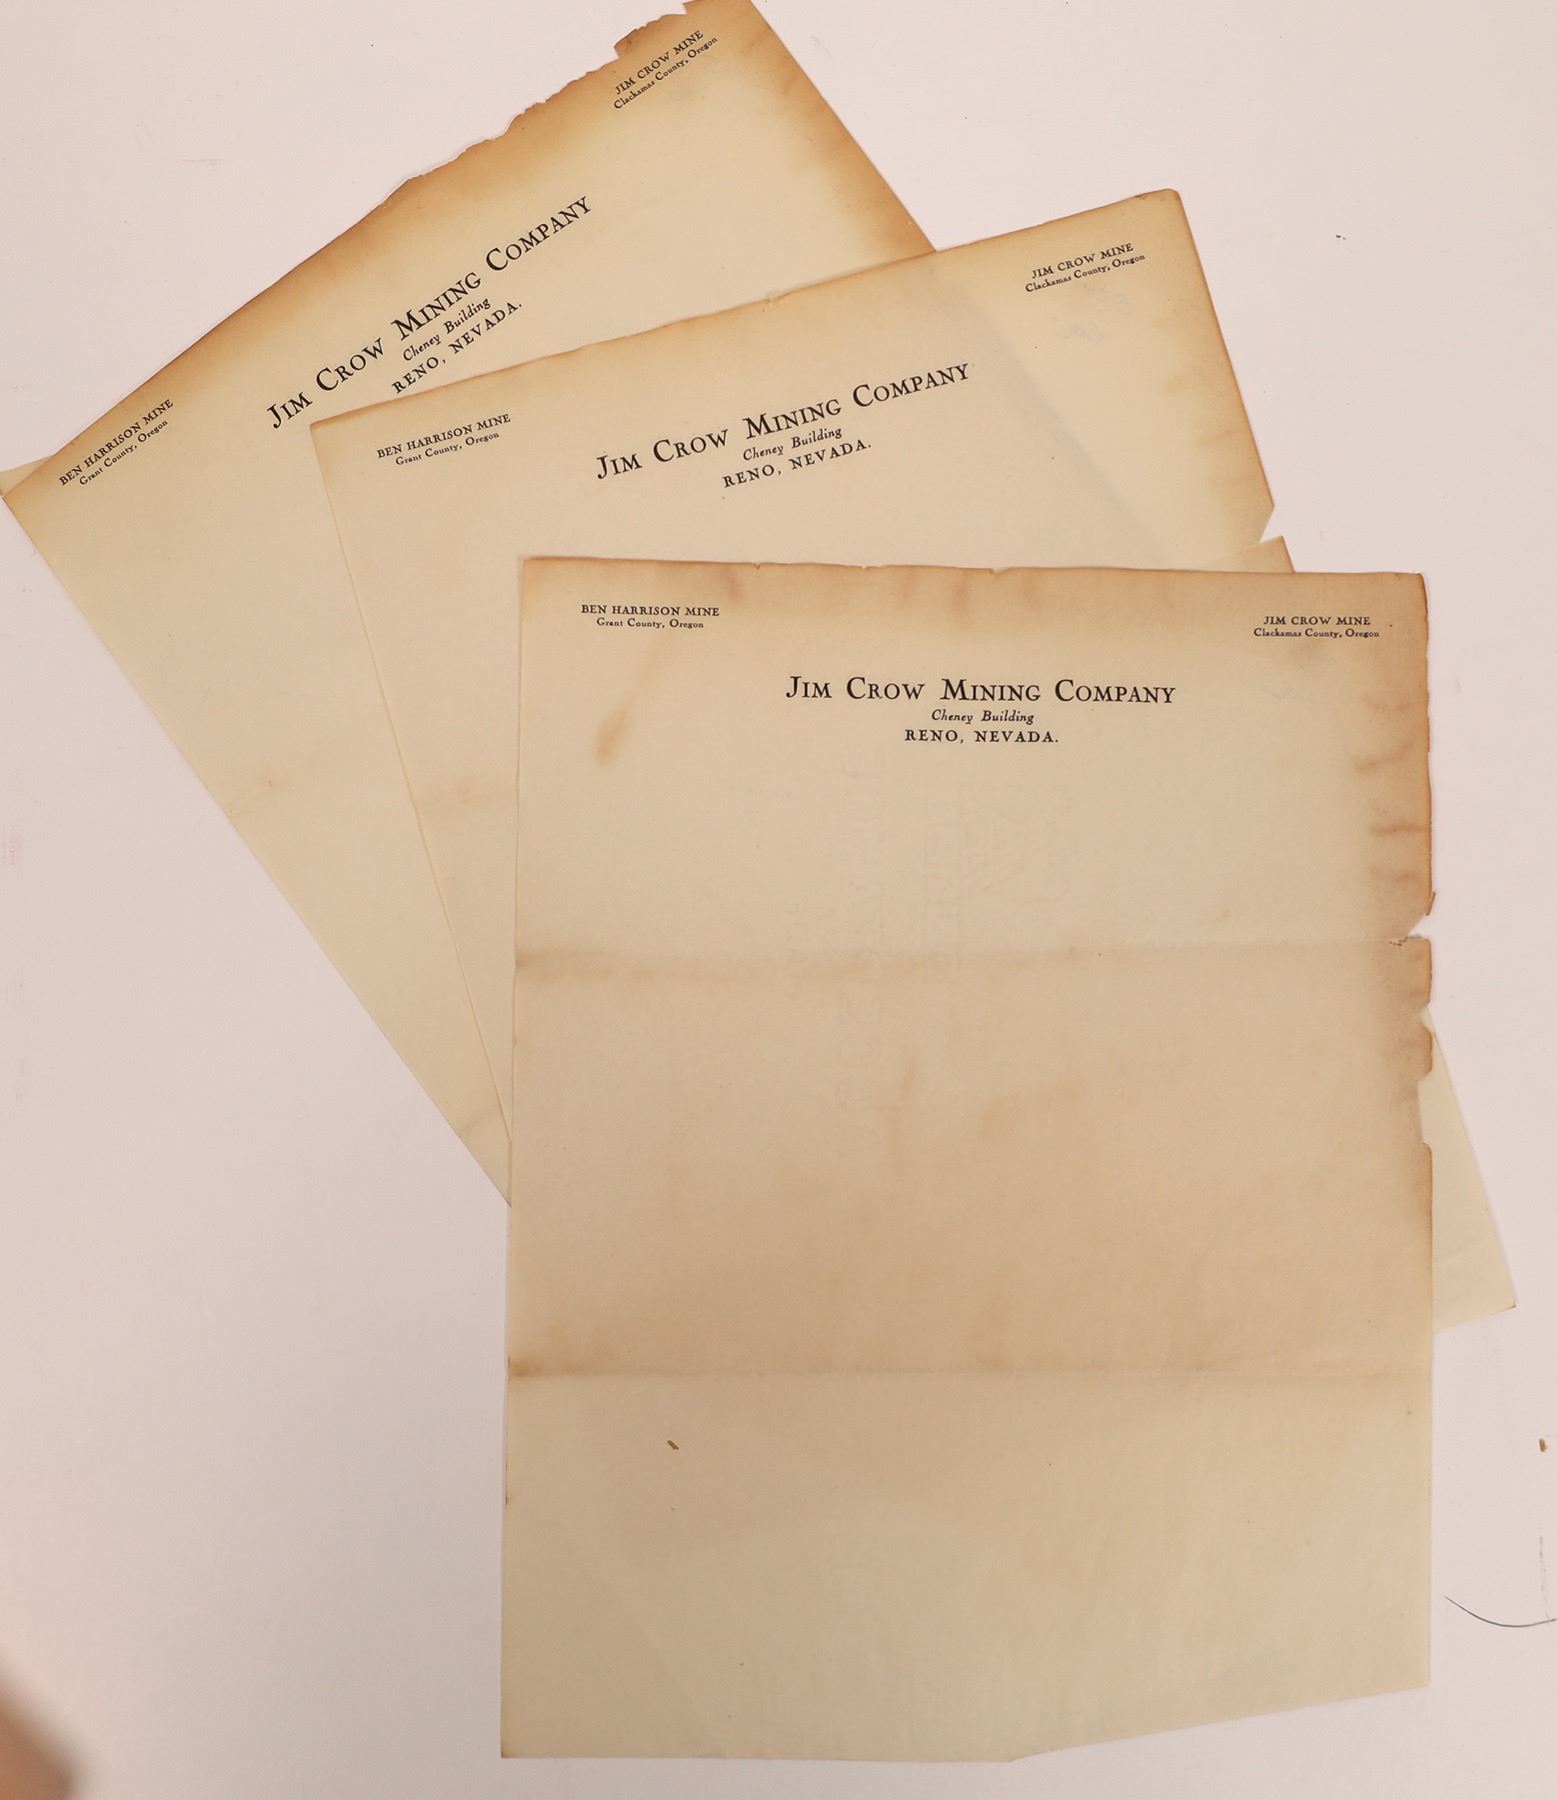 JIM CROW MINE
Clackamas County, Oregon
JIM CROW MINING COMPANY
Cheney Building
RENO, NEVADA.
BEN HARRISON MINE
Grant County, Oregon
JIM CROW MINE
Clackamas County, Oregon
BEN HARRISON MINE
Grant County, Oregon
JIM CROW MINING COMPANY
Cheney Building
RENO, NEVADA.
BEN HARRISON MINE
Grant County, Oregon
JIM CROW MINE
Clackamas County, Oregon
JIM CROW MINING COMPANY
Cheney Building
RENO, NEVADA.